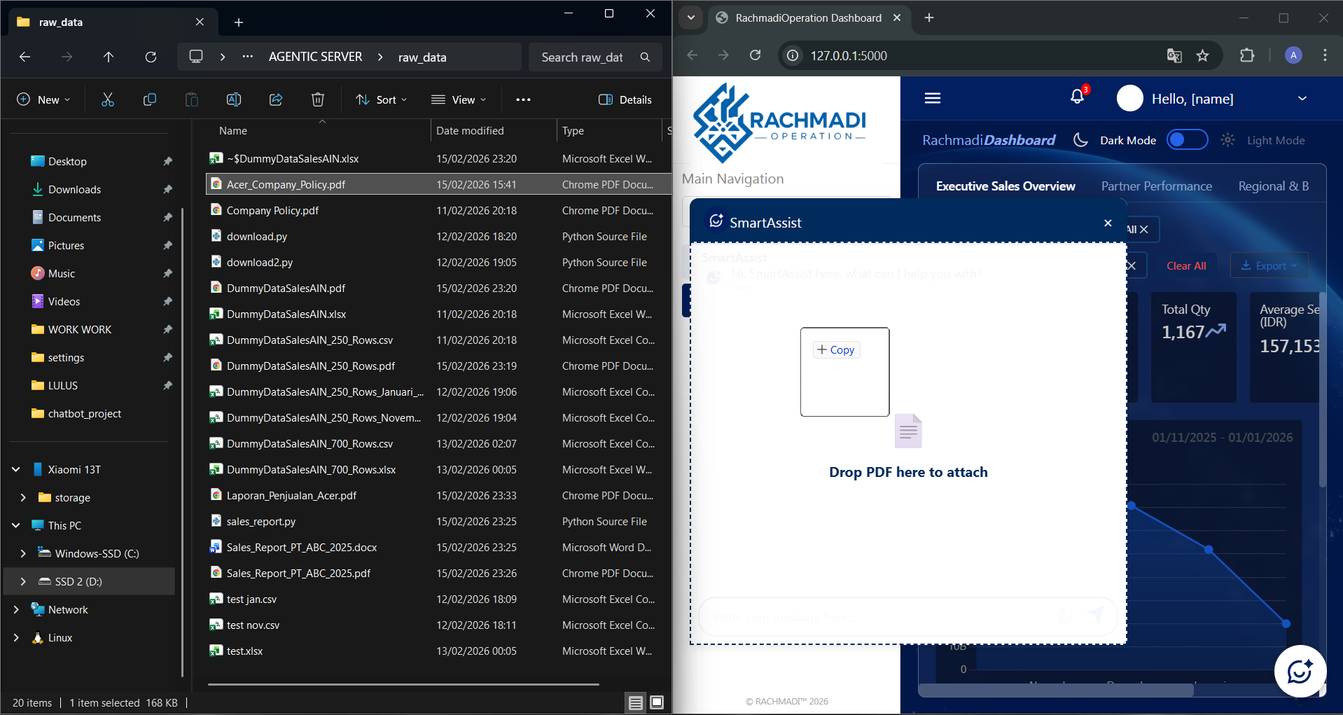 raw_data
AGENTIC SERVER > raw_data
Search raw_dat
New
Sort
View
Details
Desktop
Downloads
Documents
Pictures
Music
Videos
WORK WORK
settings
LULUS
chatbot_project
Xiaomi 13T
storage
This PC
Windows-SSD (C:)
SSD 2 (D:)
Network
Linux
Name Date modified Type S
~$DummyDataSalesAIN.xlsx 15/02/2026 23:20 Microsoft Excel W...
Acer_Company_Policy.pdf 15/02/2026 15:41 Chrome PDF Docu...
Company Policy.pdf 11/02/2026 20:18 Chrome PDF Docu...
download.py 12/02/2026 18:20 Python Source File
download2.py 12/02/2026 19:05 Python Source File
DummyDataSalesAIN.pdf 15/02/2026 23:20 Chrome PDF Docu...
DummyDataSalesAIN.xlsx 11/02/2026 20:18 Microsoft Excel W...
DummyDataSalesAIN_250_Rows.csv 11/02/2026 20:18 Microsoft Excel Co...
DummyDataSalesAIN_250_Rows.pdf 15/02/2026 23:19 Chrome PDF Docu...
DummyDataSalesAIN_250_Rows_Januari_... 12/02/2026 19:06 Microsoft Excel Co...
DummyDataSalesAIN_250_Rows_Novem... 12/02/2026 19:04 Microsoft Excel Co...
DummyDataSalesAIN_700_Rows.csv 13/02/2026 02:07 Microsoft Excel Co...
DummyDataSalesAIN_700_Rows.xlsx 13/02/2026 00:05 Microsoft Excel W...
Laporan_Penjualan_Acer.pdf 15/02/2026 23:33 Chrome PDF Docu...
sales_report.py 15/02/2026 23:25 Python Source File
Sales_Report_PT_ABC_2025.docx 15/02/2026 23:25 Microsoft Word D...
Sales_Report_PT_ABC_2025.pdf 15/02/2026 23:26 Chrome PDF Docu...
test jan.csv 12/02/2026 18:09 Microsoft Excel Co...
test nov.csv 12/02/2026 18:11 Microsoft Excel Co...
test.xlsx 13/02/2026 00:05 Microsoft Excel W...
20 items 1 item selected 168 KB
RachmadiOperation Dashboard
127.0.0.1:5000
A
RACHMADI
OPERATION
Main Navigation
3
Hello, [name]
RachmadiDashboard Dark Mode Light Mode
Executive Sales Overview Partner Performance Regional & B
All
Clear All
Export
Total Qty
1,167
Average Se
(IDR)
157,153
01/11/2025 - 01/01/2026
10B
0
SmartAssist
SmartAssist
Hi, SmartAssist here, what can I help you with?
+ Copy
Drop PDF here to attach
© RACHMADI™ 2026